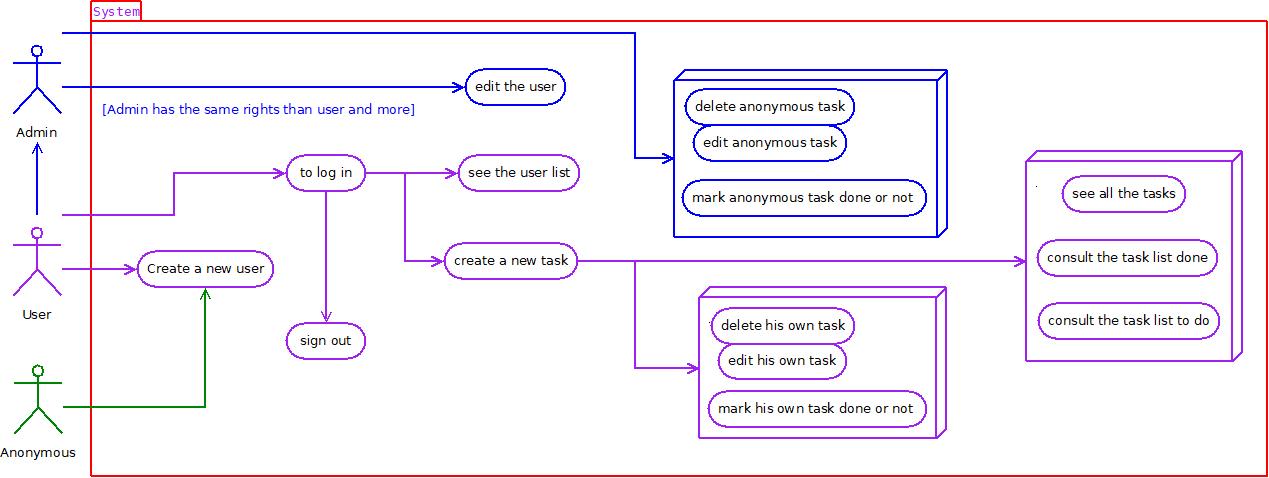 System
edit the user
[Admin has the same rights than user and more]
Admin
delete anonymous task
edit anonymous task
mark anonymous task done or not
to log in
see the user list
see all the tasks
Create a new user
create a new task
consult the task list done
User
sign out
delete his own task
edit his own task
mark his own task done or not
consult the task list to do
Anonymous